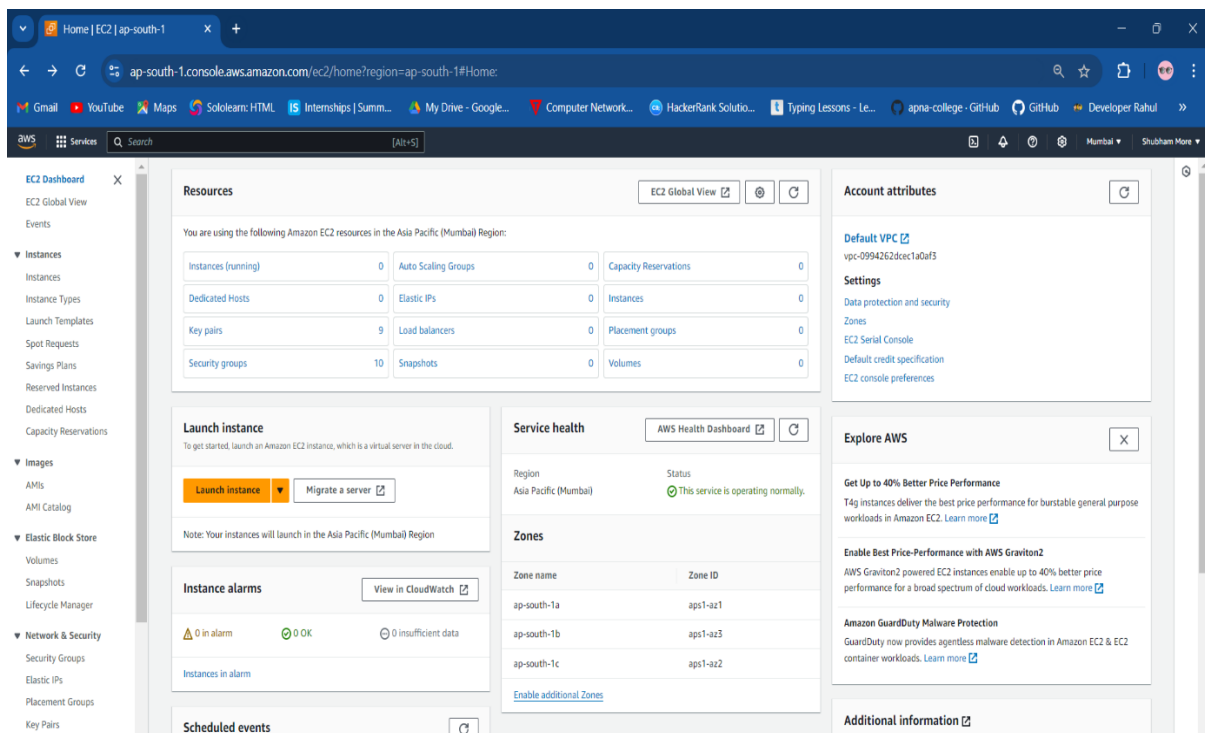 Home | EC2 | ap-south-1
ap-south-1.console.aws.amazon.com/ec2/home?region=ap-south-1#Home:
Gmail YouTube Maps Sololearn: HTML IS Internships | Summ... My Drive - Google... Computer Network... HackerRank Solutio... Typing Lessons - Le... apna-college · GitHub GitHub Developer Rahul »
aws Services Search [Alt+S] Mumbai Shubham More
EC2 Dashboard
EC2 Global View
Events
Instances
Instances
Instance Types
Launch Templates
Spot Requests
Savings Plans
Reserved Instances
Dedicated Hosts
Capacity Reservations
Images
AMIs
AMI Catalog
Elastic Block Store
Volumes
Snapshots
Lifecycle Manager
Network & Security
Security Groups
Elastic IPs
Placement Groups
Key Pairs
Resources EC2 Global View
You are using the following Amazon EC2 resources in the Asia Pacific (Mumbai) Region:
Instances (running) 0 Auto Scaling Groups 0 Capacity Reservations 0
Dedicated Hosts 0 Elastic IPs 0 Instances 0
Key pairs 9 Load balancers 0 Placement groups 0
Security groups 10 Snapshots 0 Volumes 0
Launch instance
To get started, launch an Amazon EC2 instance, which is a virtual server in the cloud.
Launch instance Migrate a server
Note: Your instances will launch in the Asia Pacific (Mumbai) Region
Instance alarms View in CloudWatch
0 in alarm 0 OK 0 insufficient data
Instances in alarm
Scheduled events
Service health AWS Health Dashboard
Region Status
Asia Pacific (Mumbai) This service is operating normally.
Zones
Zone name Zone ID
ap-south-1a aps1-az1
ap-south-1b aps1-az3
ap-south-1c aps1-az2
Enable additional Zones
Account attributes
Default VPC
vpc-0994262dcec1a0af3
Settings
Data protection and security
Zones
EC2 Serial Console
Default credit specification
EC2 console preferences
Explore AWS
Get Up to 40% Better Price Performance
T4g instances deliver the best price performance for burstable general purpose
workloads in Amazon EC2. Learn more
Enable Best Price-Performance with AWS Graviton2
AWS Graviton2 powered EC2 instances enable up to 40% better price
performance for a broad spectrum of cloud workloads. Learn more
Amazon GuardDuty Malware Protection
GuardDuty now provides agentless malware detection in Amazon EC2 & EC2
container workloads. Learn more
Additional information